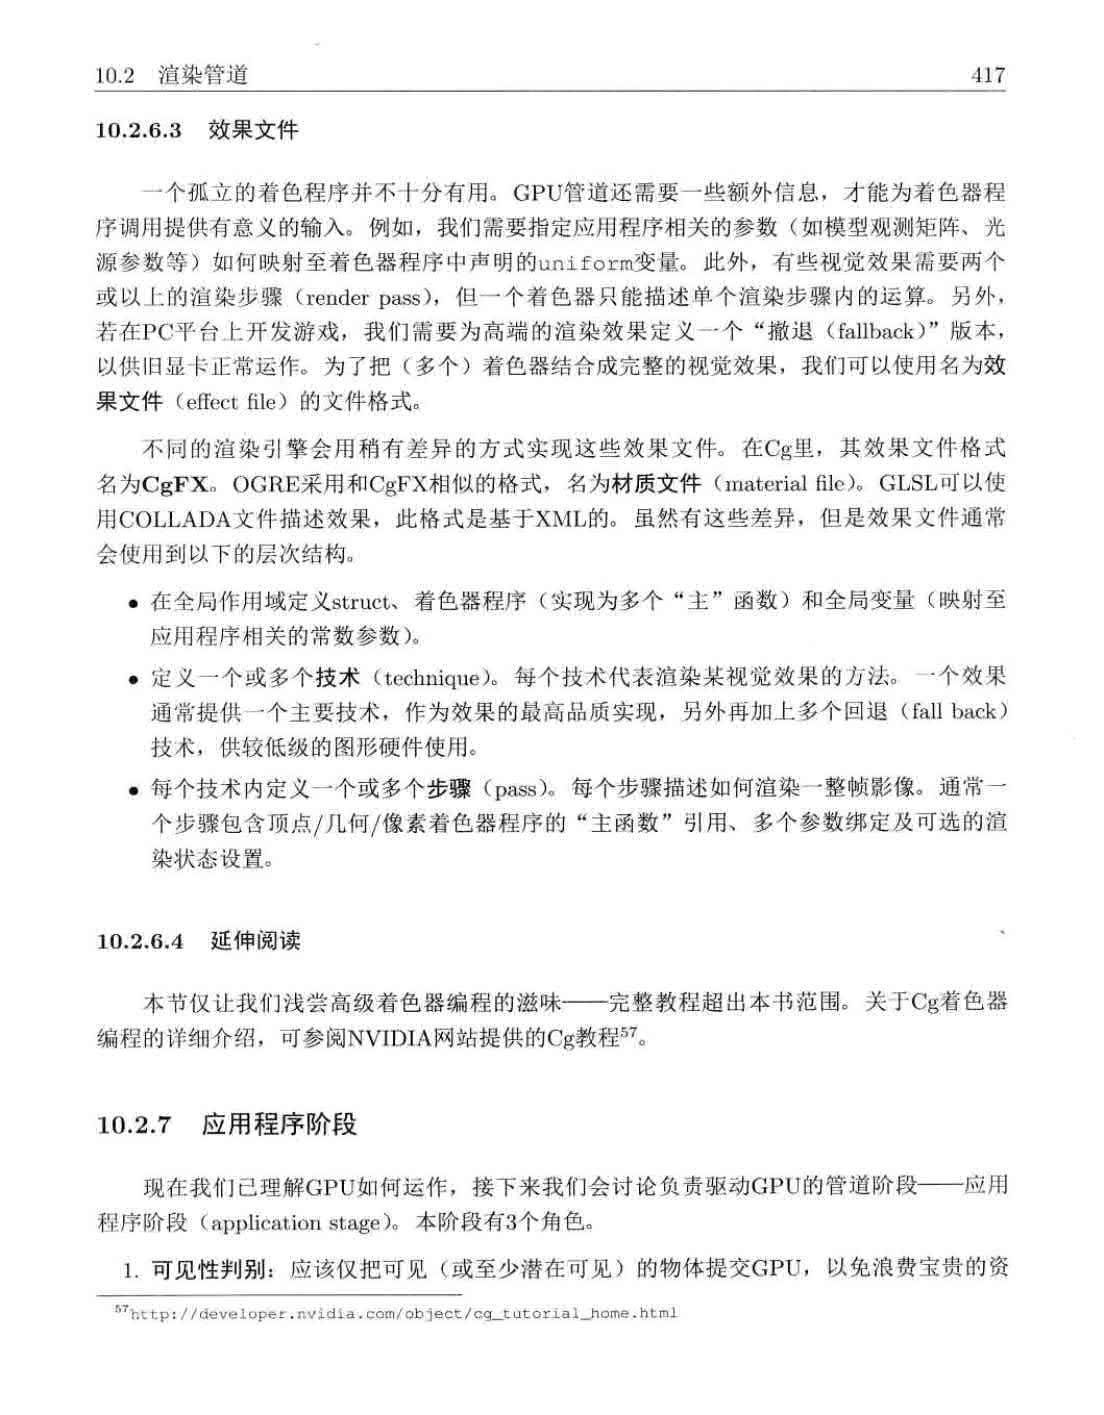 10.2 渲染管道 417
10.2.6.3 效果文件
一个孤立的着色程序并不十分有用。GPU管道还需要一些额外信息，才能为着色器程
序调用提供有意义的输入。例如，我们需要指定应用程序相关的参数（如模型观测矩阵、光
源参数等）如何映射至着色器程序中声明的uniform变量。此外，有些视觉效果需要两个
或以上的渲染步骤（render pass），但一个着色器只能描述单个渲染步骤内的运算。另外，
若在PC平台上开发游戏，我们需要为高端的渲染效果定义一个“撤退（fallback）”版本，
以供旧显卡正常运作。为了把（多个）着色器结合成完整的视觉效果，我们可以使用名为效
果文件（effect file）的文件格式。
不同的渲染引擎会用稍有差异的方式实现这些效果文件。在Cg里，其效果文件格式
名为CgFX。OGRE采用和CgFX相似的格式，名为材质文件（material file）。GLSL可以使
用COLLADA文件描述效果，此格式是基于XML的。虽然有这些差异，但是效果文件通常
会使用到以下的层次结构。
• 在全局作用域定义struct、着色器程序（实现为多个“主”函数）和全局变量（映射至
应用程序相关的常数参数）。
• 定义一个或多个技术（technique）。每个技术代表渲染某视觉效果的方法。一个效果
通常提供一个主要技术，作为效果的最高品质实现，另外再加上多个回退（fall back）
技术，供较低级的图形硬件使用。
• 每个技术内定义一个或多个步骤（pass）。每个步骤描述如何渲染一整帧影像。通常一
个步骤包含顶点/几何/像素着色器程序的“主函数”引用、多个参数绑定及可选的渲
染状态设置。
10.2.6.4 延伸阅读
本节仅让我们浅尝高级着色器编程的滋味——完整教程超出本书范围。关于Cg着色器
编程的详细介绍，可参阅NVIDIA网站提供的Cg教程57。
10.2.7 应用程序阶段
现在我们已理解GPU如何运作，接下来我们会讨论负责驱动GPU的管道阶段——应用
程序阶段（application stage）。本阶段有3个角色。
1. 可见性判别：应该仅把可见（或至少潜在可见）的物体提交GPU，以免浪费宝贵的资
57http://developer.nvidia.com/object/cg_tutorial_home.html